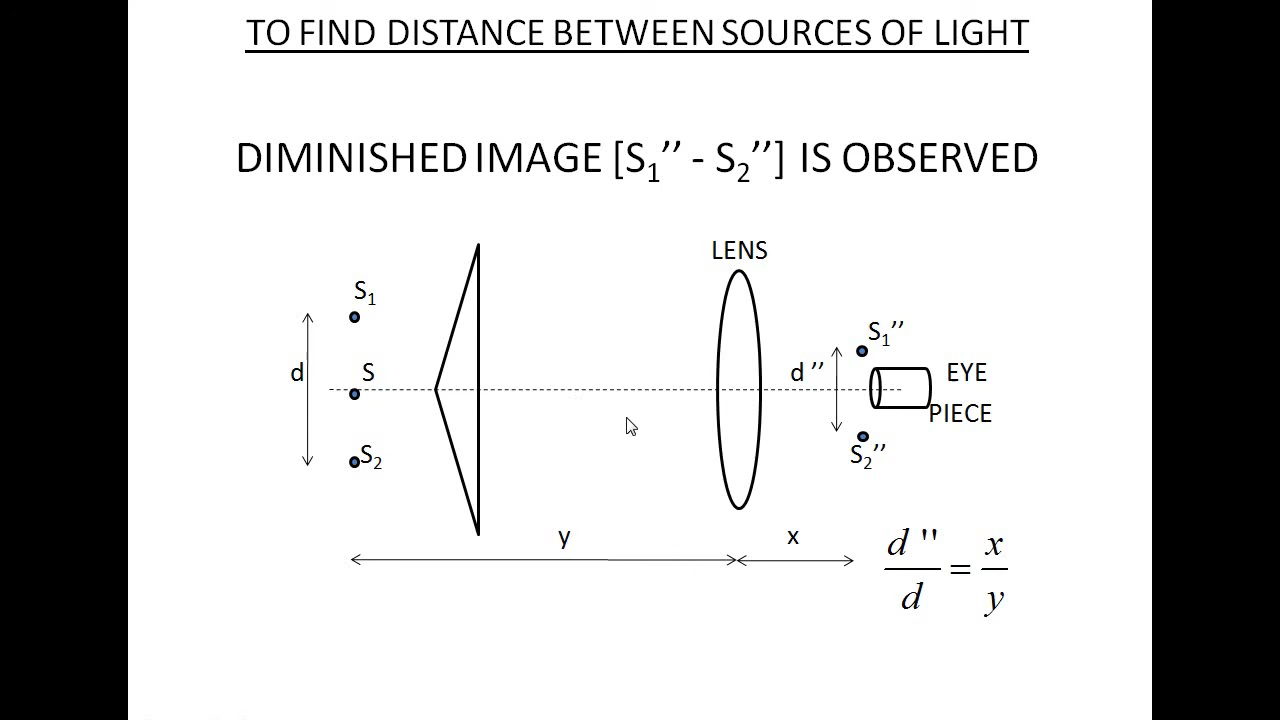 TO FIND DISTANCE BETWEEN SOURCES OF LIGHT
DIMINISHED IMAGE [S₁’’ - S₂’’] IS OBSERVED
LENS
S₁
S₁’’
d
S
d ’’
EYE
PIECE
S₂
S₂’’
y
x
d '' / d = x / y